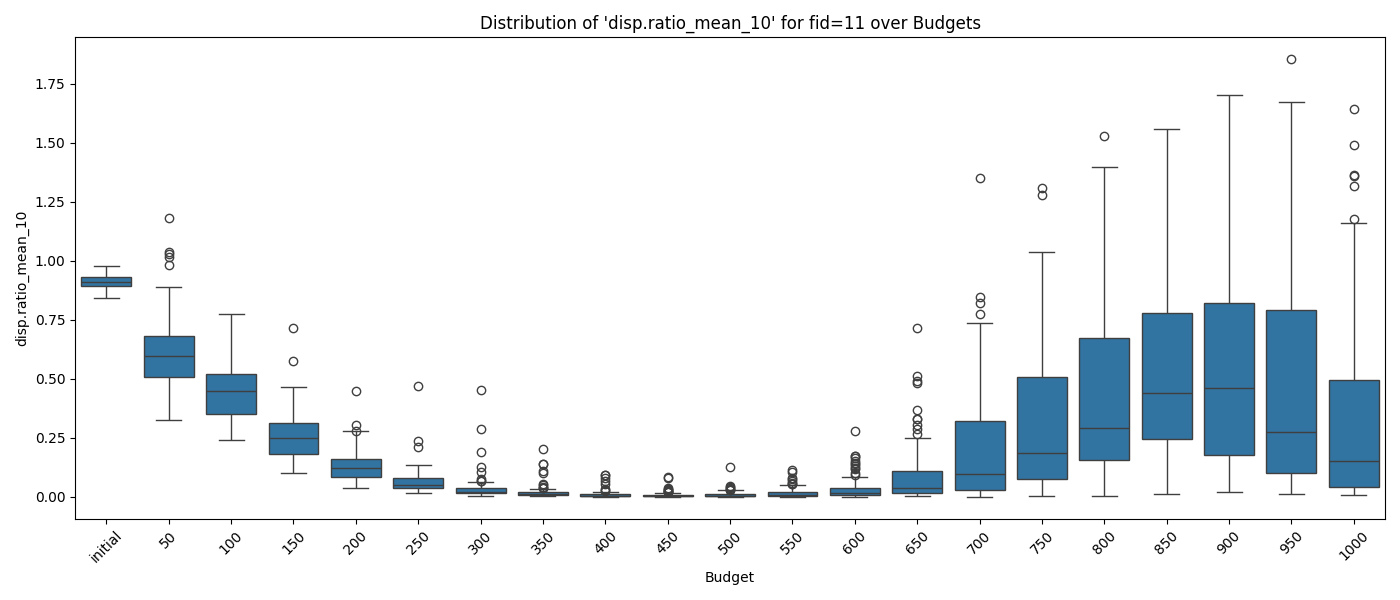 Distribution of 'disp.ratio_mean_10' for fid=11 over Budgets
disp.ratio_mean_10
1.75
1.50
1.25
1.00
0.75
0.50
0.25
0.00
initial 50 100 150 200 250 300 350 400 450 500 550 600 650 700 750 800 850 900 950 1000
Budget